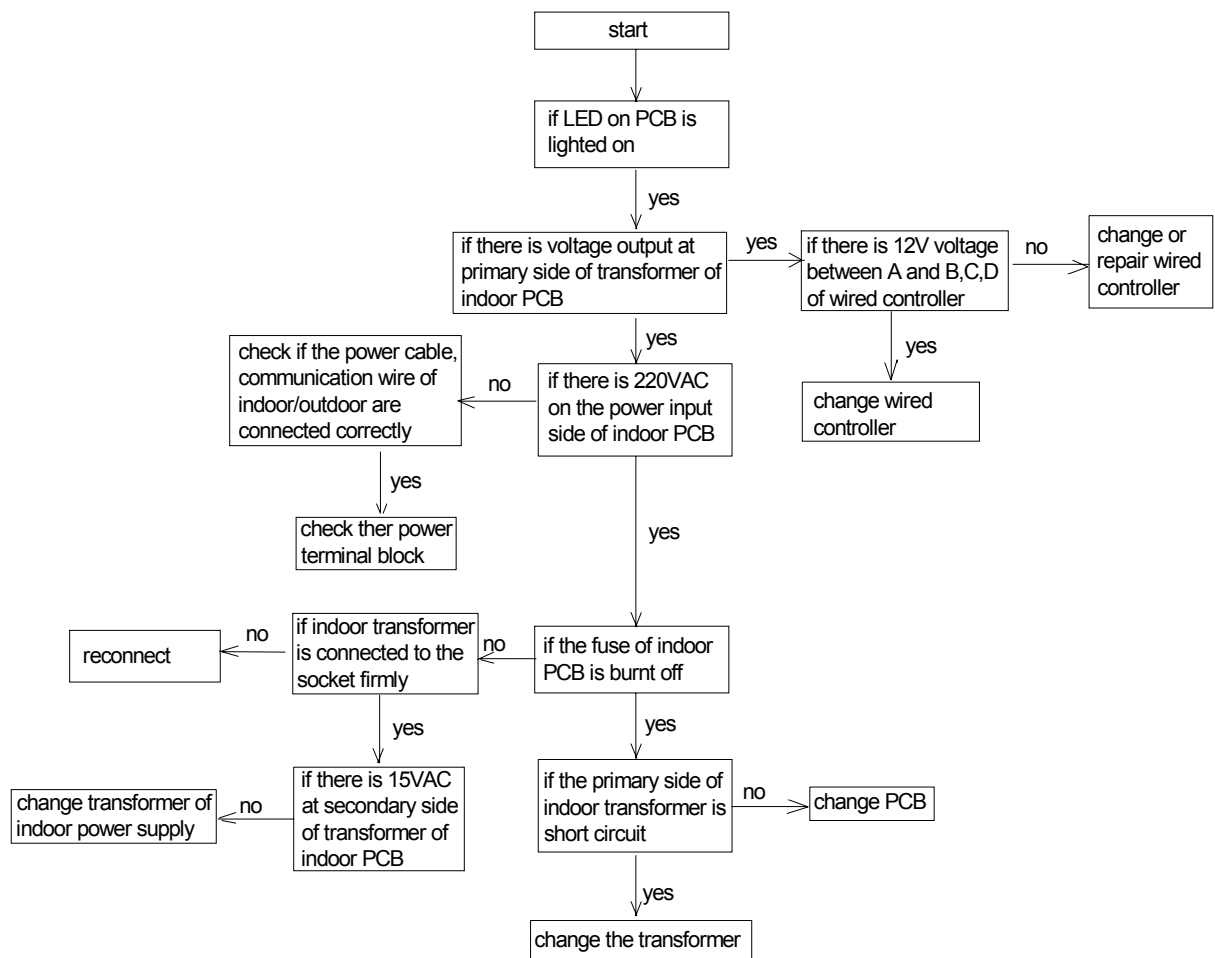 start
if LED on PCB is
lighted on
yes
if there is voltage output at
primary side of transformer of
indoor PCB
yes
if there is 12V voltage
between A and B,C,D
of wired controller
no
change or
repair wired
controller
yes
change wired
controller
yes
if there is 220VAC
on the power input
side of indoor PCB
no
check if the power cable,
communication wire of
indoor/outdoor are
connected correctly
yes
check ther power
terminal block
yes
if the fuse of indoor
PCB is burnt off
no
if indoor transformer
is connected to the
socket firmly
no
reconnect
yes
if there is 15VAC
at secondary side
of transformer of
indoor PCB
no
change transformer of
indoor power supply
yes
if the primary side of
indoor transformer is
short circuit
no
change PCB
yes
change the transformer